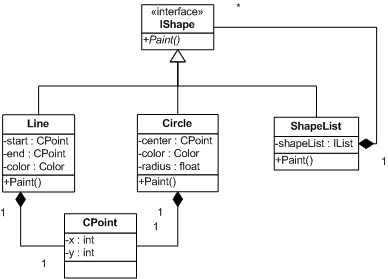 «interface»
IShape
+Paint()
*
Line
-start : CPoint
-end : CPoint
-color : Color
+Paint()
Circle
-center : CPoint
-color : Color
-radius : float
+Paint()
ShapeList
-shapeList : IList
+Paint()
1
1
1
1
CPoint
-x : int
-y : int
1